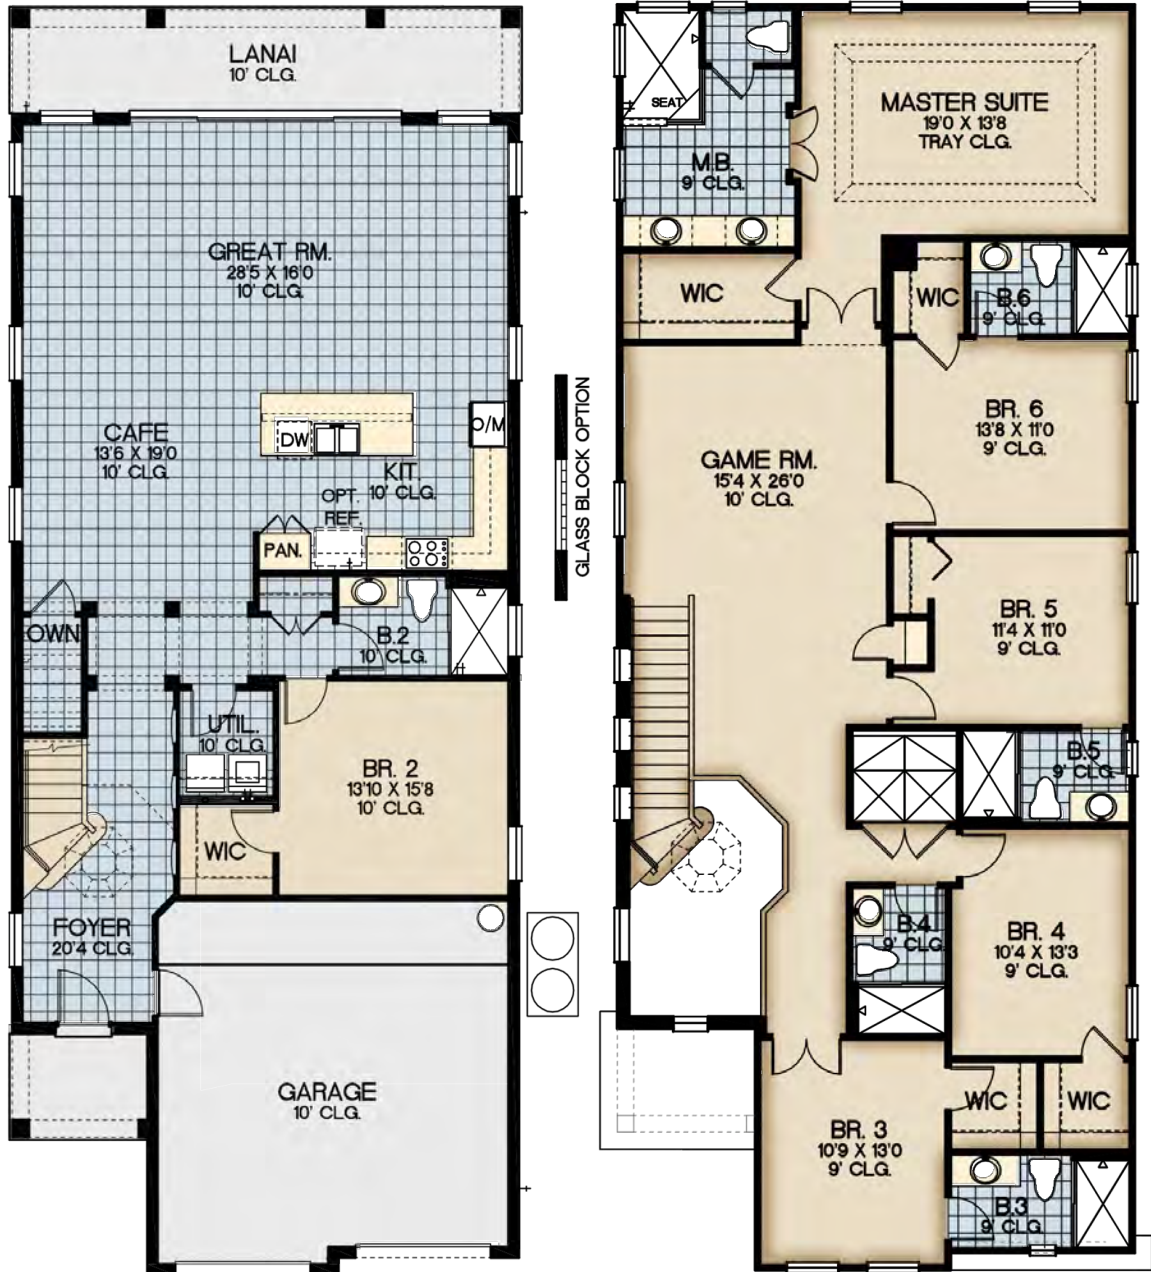 LANAI
10' CLG.
GREAT RM.
28'5 X 16'0
10' CLG.
CAFE
13'6 X 19'0
10' CLG.
DW
O/M
KIT.
10' CLG.
OPT.
REF.
PAN.
OWN
B.2
10' CLG.
UTIL.
10' CLG.
BR. 2
13'10 X 15'8
10' CLG.
WIC
FOYER
20'4 CLG.
GARAGE
10' CLG.
GLASS BLOCK OPTION
SEAT
M.B.
9' CLG.
MASTER SUITE
19'0 X 13'8
TRAY CLG.
WIC
WIC
B.6
9' CLG.
BR. 6
13'8 X 11'0
9' CLG.
GAME RM.
15'4 X 26'0
10' CLG.
BR. 5
11'4 X 11'0
9' CLG.
B.5
9' CLG.
B.4
9' CLG.
BR. 4
10'4 X 13'3
9' CLG.
WIC
WIC
BR. 3
10'9 X 13'0
9' CLG.
B.3
9' CLG.